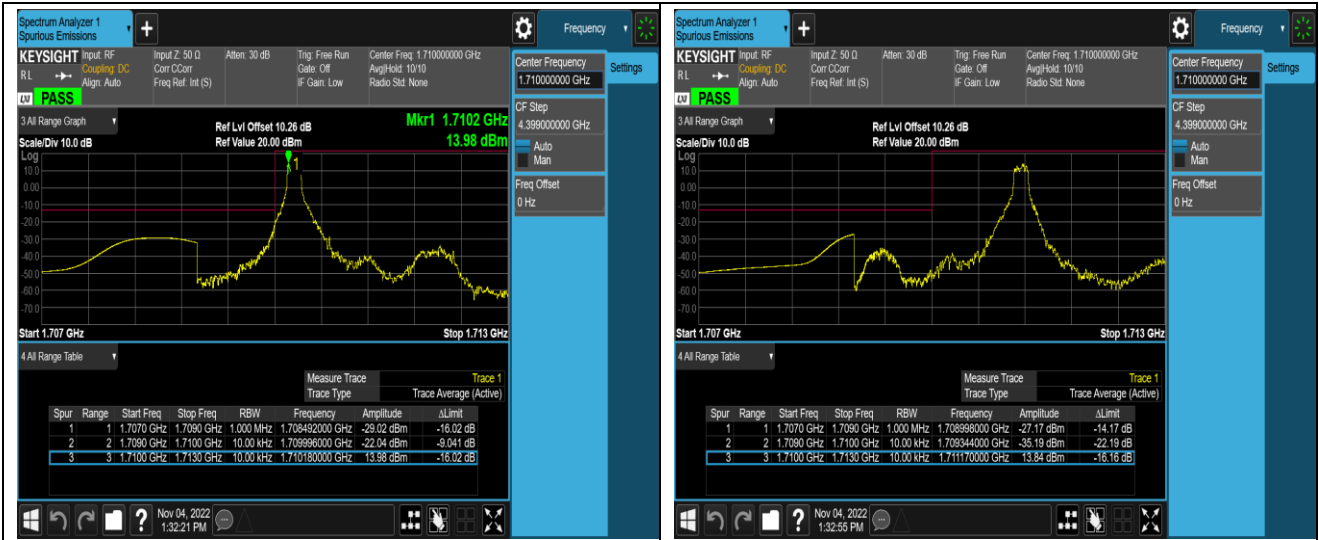 Spectrum Analyzer 1
Spurious Emissions
+
Frequency
KEYSIGHT Input: RF Input Z: 50 Ω Atten: 30 dB Trig: Free Run Center Freq: 1.710000000 GHz
RL Coupling: DC Corr CCorr Gate: Off Avg|Hold: 10/10
Align: Auto Freq Ref: Int (S) IF Gain: Low Radio Std: None
PASS
Center Frequency
1.710000000 GHz
Settings
CF Step
4.399000000 GHz
Auto
Man
Freq Offset
0 Hz
3 All Range Graph
Ref Lvl Offset 10.26 dB Mkr1 1.7102 GHz
Scale/Div 10.0 dB Ref Value 20.00 dBm 13.98 dBm
Log
1
10.0
0.00
-10.0
-20.0
-30.0
-40.0
-50.0
-60.0
-70.0
Start 1.707 GHz Stop 1.713 GHz
4 All Range Table
Measure Trace Trace 1
Trace Type Trace Average (Active)
Spur Range Start Freq Stop Freq RBW Frequency Amplitude ΔLimit
1 1 1.7070 GHz 1.7090 GHz 1.000 MHz 1.708492000 GHz -29.02 dBm -16.02 dB
2 2 1.7090 GHz 1.7100 GHz 10.00 kHz 1.709996000 GHz -22.04 dBm -9.041 dB
3 3 1.7100 GHz 1.7130 GHz 10.00 kHz 1.710180000 GHz 13.98 dBm -16.02 dB
?
Nov 04, 2022
1:32:21 PM
Spectrum Analyzer 1
Spurious Emissions
+
Frequency
KEYSIGHT Input: RF Input Z: 50 Ω Atten: 30 dB Trig: Free Run Center Freq: 1.710000000 GHz
RL Coupling: DC Corr CCorr Gate: Off Avg|Hold: 10/10
Align: Auto Freq Ref: Int (S) IF Gain: Low Radio Std: None
PASS
Center Frequency
1.710000000 GHz
Settings
CF Step
4.399000000 GHz
Auto
Man
Freq Offset
0 Hz
3 All Range Graph
Ref Lvl Offset 10.26 dB
Scale/Div 10.0 dB Ref Value 20.00 dBm
Log
10.0
0.00
-10.0
-20.0
-30.0
-40.0
-50.0
-60.0
-70.0
Start 1.707 GHz Stop 1.713 GHz
4 All Range Table
Measure Trace Trace 1
Trace Type Trace Average (Active)
Spur Range Start Freq Stop Freq RBW Frequency Amplitude ΔLimit
1 1 1.7070 GHz 1.7090 GHz 1.000 MHz 1.708998000 GHz -27.17 dBm -14.17 dB
2 2 1.7090 GHz 1.7100 GHz 10.00 kHz 1.709344000 GHz -35.19 dBm -22.19 dB
3 3 1.7100 GHz 1.7130 GHz 10.00 kHz 1.711170000 GHz 13.84 dBm -16.16 dB
?
Nov 04, 2022
1:32:55 PM